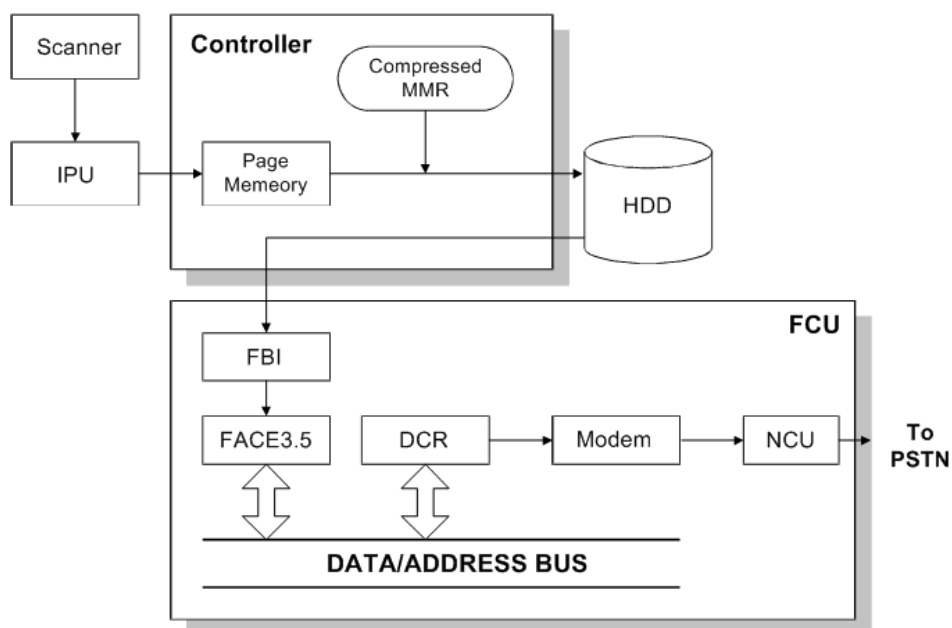 Scanner
Controller
Compressed
MMR
IPU
Page
Memeory
HDD
FCU
FBI
FACE3.5
DCR
Modem
NCU
To
PSTN
DATA/ADDRESS BUS